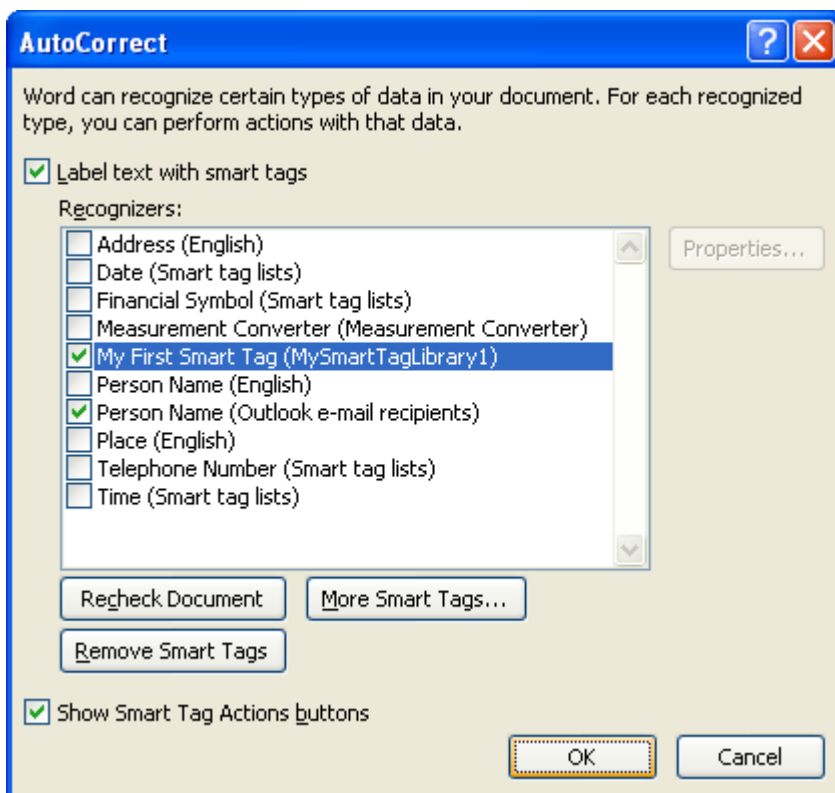 AutoCorrect
Word can recognize certain types of data in your document. For each recognized
type, you can perform actions with that data.
Label text with smart tags
Recognizers:
Address (English)
Date (Smart tag lists)
Financial Symbol (Smart tag lists)
Measurement Converter (Measurement Converter)
My First Smart Tag (MySmartTagLibrary1)
Person Name (English)
Person Name (Outlook e-mail recipients)
Place (English)
Telephone Number (Smart tag lists)
Time (Smart tag lists)
Properties...
Recheck Document
More Smart Tags...
Remove Smart Tags
Show Smart Tag Actions buttons
OK
Cancel